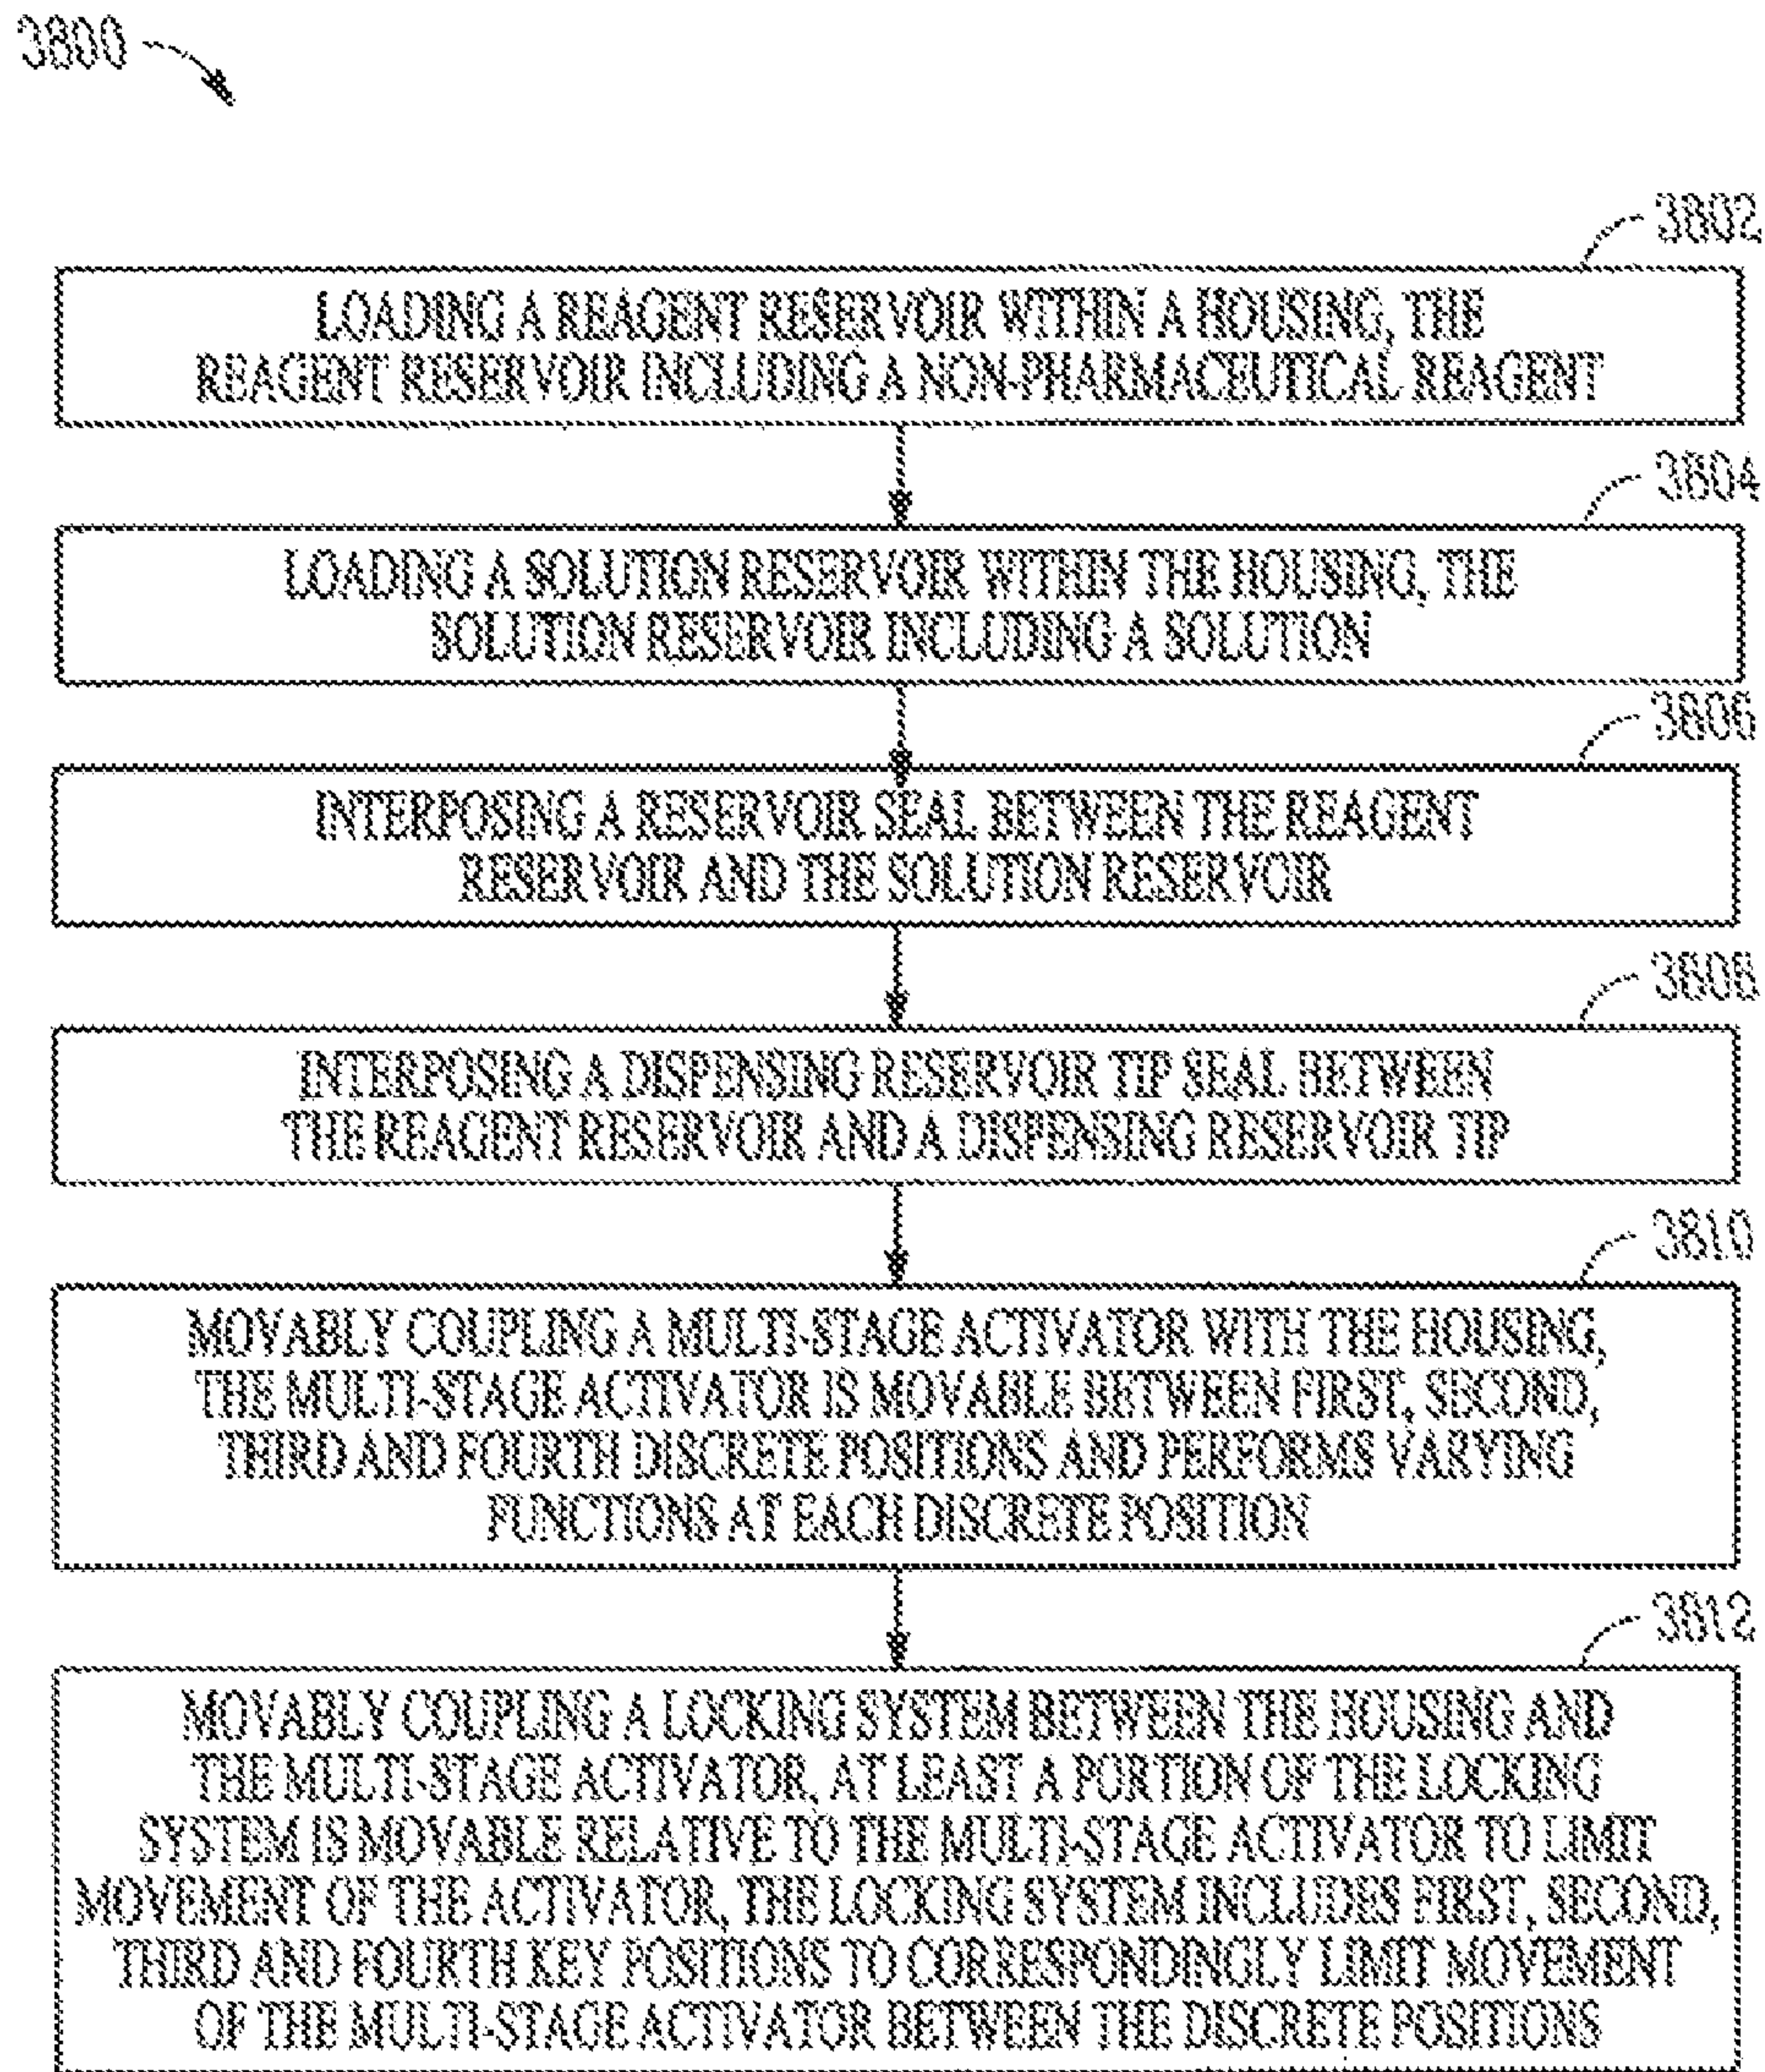 3800
3802
LOADING A REAGENT RESERVOIR WITHIN A HOUSING, THE
REAGENT RESERVOIR INCLUDING A NON-PHARMACEUTICAL REAGENT
3804
LOADING A SOLUTION RESERVOIR WITHIN THE HOUSING, THE
SOLUTION RESERVOIR INCLUDING A SOLUTION
3806
INTERPOSING A RESERVOIR SEAL BETWEEN THE REAGENT
RESERVOIR AND THE SOLUTION RESERVOIR
3808
INTERPOSING A DISPENSING RESERVOIR TIP SEAL BETWEEN
THE REAGENT RESERVOIR AND A DISPENSING RESERVOIR TIP
3810
MOVABLY COUPLING A MULTI-STAGE ACTIVATOR WITH THE HOUSING,
THE MULTI-STAGE ACTIVATOR IS MOVABLE BETWEEN FIRST, SECOND,
THIRD AND FOURTH DISCRETE POSITIONS AND PERFORMS VARYING
FUNCTIONS AT EACH DISCRETE POSITION
3812
MOVABLY COUPLING A LOCKING SYSTEM BETWEEN THE HOUSING AND
THE MULTI-STAGE ACTIVATOR, AT LEAST A PORTION OF THE LOCKING
SYSTEM IS MOVABLE RELATIVE TO THE MULTI-STAGE ACTIVATOR TO LIMIT
MOVEMENT OF THE ACTIVATOR, THE LOCKING SYSTEM INCLUDES FIRST, SECOND,
THIRD AND FOURTH KEY POSITIONS TO CORRESPONDINGLY LIMIT MOVEMENT
OF THE MULTI-STAGE ACTIVATOR BETWEEN THE DISCRETE POSITIONS